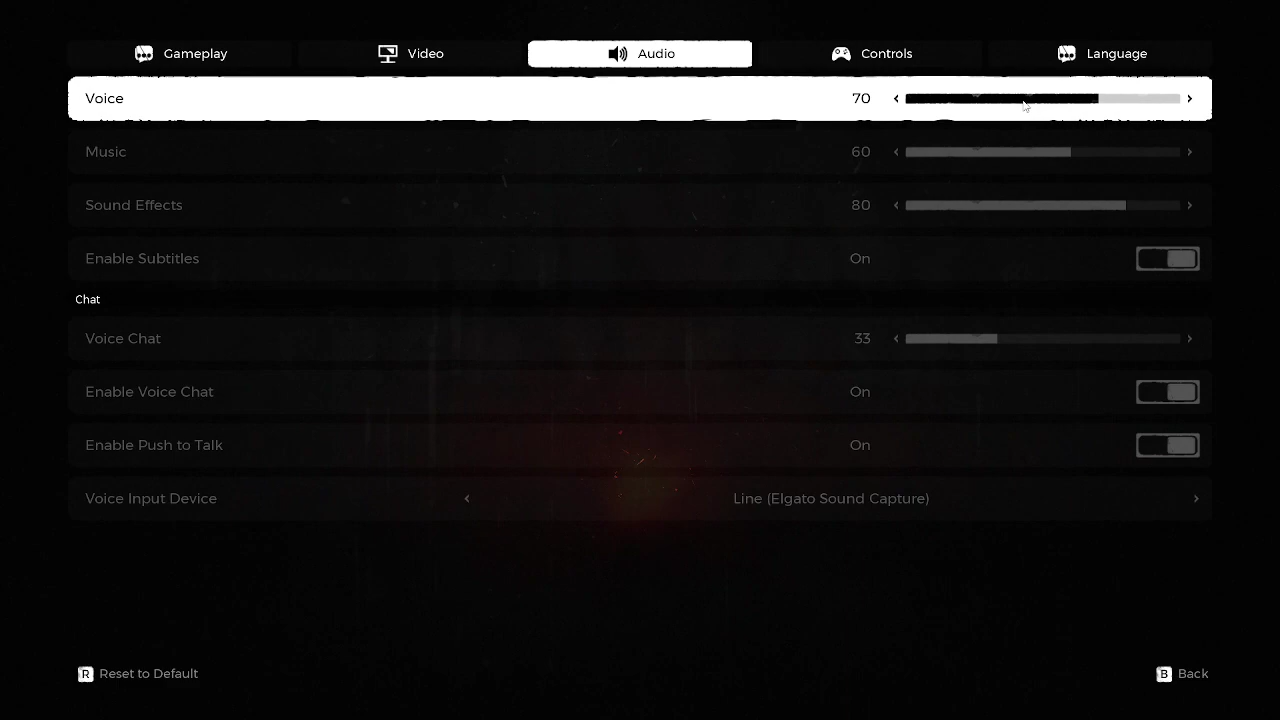 Gameplay Video Audio Controls Language
Voice 70
Music 60
Sound Effects 80
Enable Subtitles On
Chat
Voice Chat 33
Enable Voice Chat On
Enable Push to Talk On
Voice Input Device Line (Elgato Sound Capture)
R Reset to Default B Back